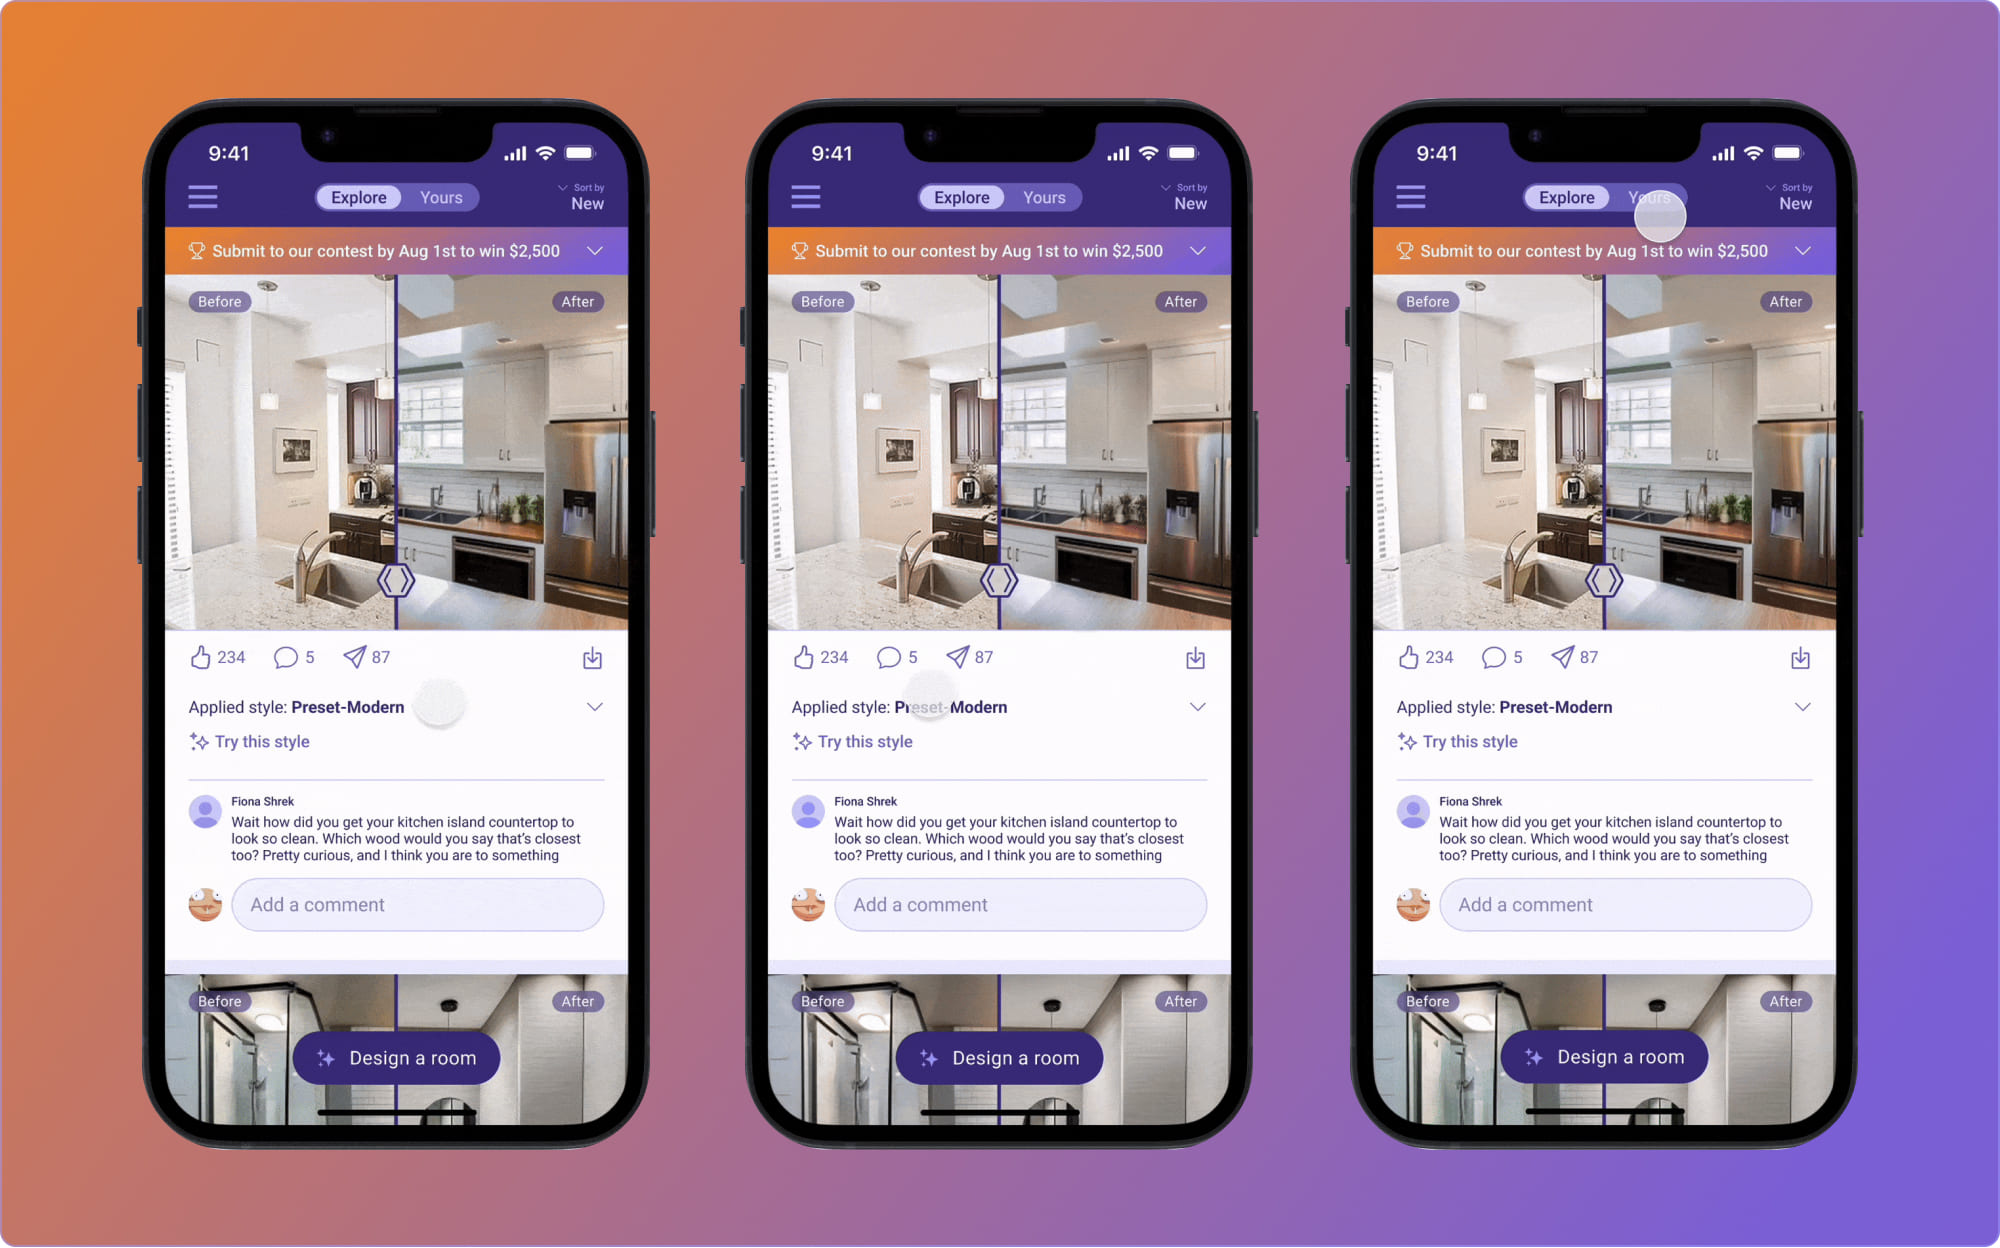 9:41
Explore
Yours
Sort by
New
Submit to our contest by Aug 1st to win $2,500
Before
After
234
5
87
Applied style: Preset-Modern
Try this style
Fiona Shrek
Wait how did you get your kitchen island countertop to
look so clean. Which wood would you say that's closest
too? Pretty curious, and I think you are to something
Add a comment
Before
After
Design a room
9:41
Explore
Yours
Sort by
New
Submit to our contest by Aug 1st to win $2,500
Before
After
234
5
87
Applied style: Preset-Modern
Try this style
Fiona Shrek
Wait how did you get your kitchen island countertop to
look so clean. Which wood would you say that's closest
too? Pretty curious, and I think you are to something
Add a comment
Before
After
Design a room
9:41
Explore
Yours
Sort by
New
Submit to our contest by Aug 1st to win $2,500
Before
After
234
5
87
Applied style: Preset-Modern
Try this style
Fiona Shrek
Wait how did you get your kitchen island countertop to
look so clean. Which wood would you say that's closest
too? Pretty curious, and I think you are to something
Add a comment
Before
After
Design a room